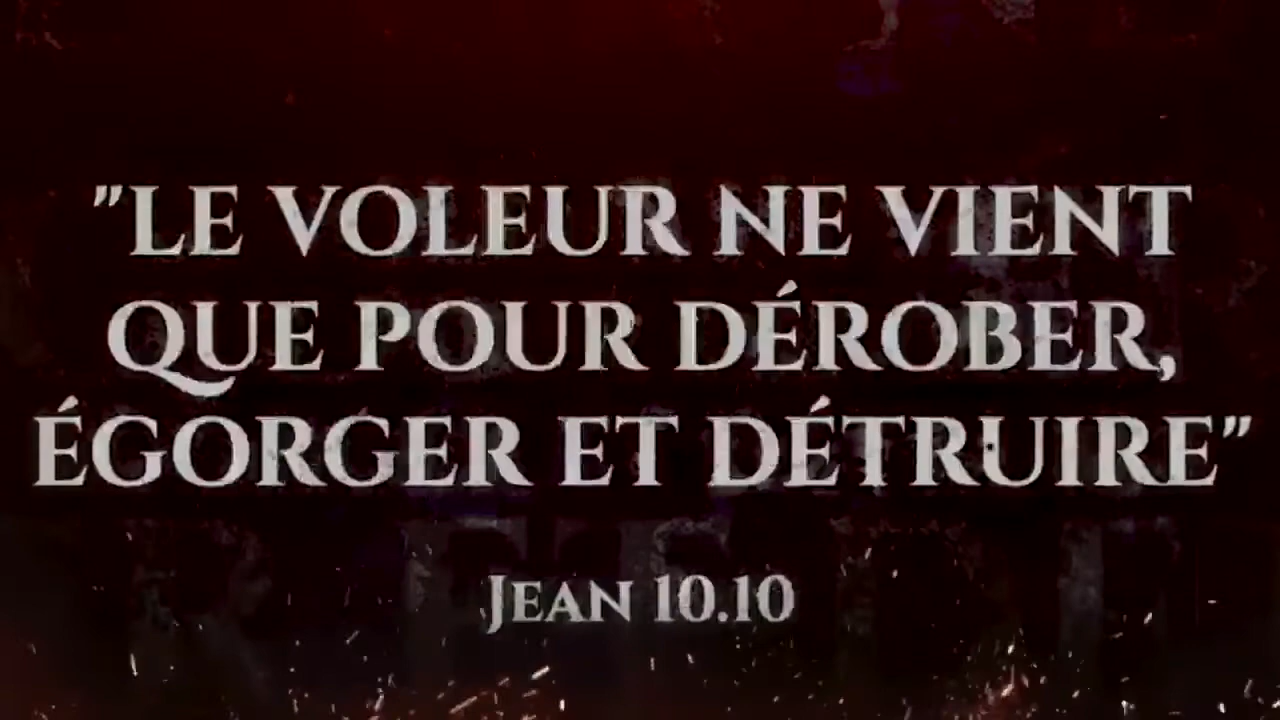 "LE VOLEUR NE VIENT
QUE POUR DÉROBER,
ÉGORGER ET DÉTRUIRE"
JEAN 10.10